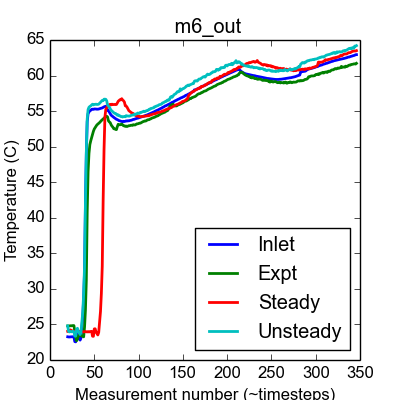 m6_out
Temperature (C)
65
60
55
50
45
40
35
30
25
20
Inlet
Expt
Steady
Unsteady
0 50 100 150 200 250 300 350
Measurement number (~timesteps)